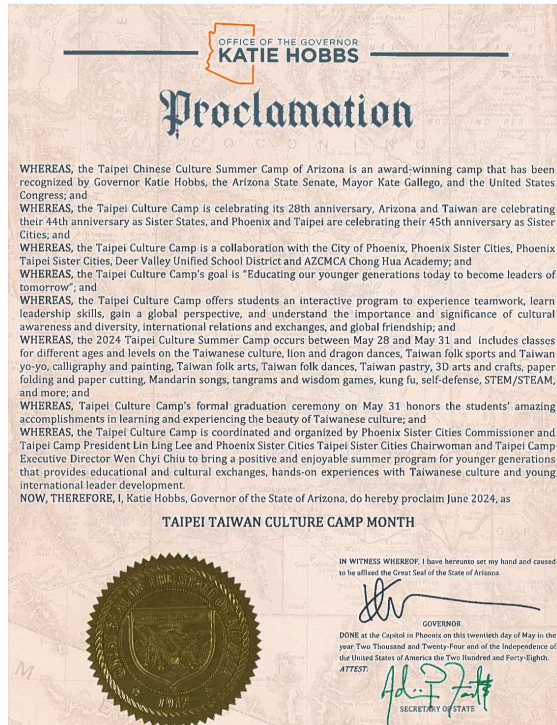 OFFICE OF THE GOVERNOR
KATIE HOBBS
Proclamation
WHEREAS, the Taipei Chinese Culture Summer Camp of Arizona is an award-winning camp that has been
recognized by Governor Katie Hobbs, the Arizona State Senate, Mayor Kate Gallego, and the United States
Congress; and
WHEREAS, the Taipei Culture Camp is celebrating its 28th anniversary, Arizona and Taiwan are celebrating
their 44th anniversary as Sister States, and Phoenix and Taipei are celebrating their 45th anniversary as Sister
Cities; and
WHEREAS, the Taipei Culture Camp is a collaboration with the City of Phoenix, Phoenix Sister Cities, Phoenix
Taipei Sister Cities, Deer Valley Unified School District and AZCMCA Chong Hua Academy; and
WHEREAS, the Taipei Culture Camp's goal is "Educating our younger generations today to become leaders of
tomorrow"; and
WHEREAS, the Taipei Culture Camp offers students an interactive program to experience teamwork, learn
leadership skills, gain a global perspective, and understand the importance and significance of cultural
awareness and diversity, international relations and exchanges, and global friendship; and
WHEREAS, the 2024 Taipei Culture Summer Camp occurs between May 28 and May 31 and includes classes
for different ages and levels on the Taiwanese culture, lion and dragon dances, Taiwan folk sports and Taiwan
yo-yo, calligraphy and painting, Taiwan folk arts, Taiwan folk dances, Taiwan pastry, 3D arts and crafts, paper
folding and paper cutting, Mandarin songs, tangrams and wisdom games, kung fu, self-defense, STEM/STEAM,
and more; and
WHEREAS, Taipei Culture Camp's formal graduation ceremony on May 31 honors the students' amazing
accomplishments in learning and experiencing the beauty of Taiwanese culture; and
WHEREAS, the Taipei Culture Camp is coordinated and organized by Phoenix Sister Cities Commissioner and
Taipei Camp President Lin Ling Lee and Phoenix Sister Cities Taipei Sister Cities Chairwoman and Taipei Camp
Executive Director Wen Chyi Chiu to bring a positive and enjoyable summer program for younger generations
that provides educational and cultural exchanges, hands-on experiences with Taiwanese culture and young
international leader development.
NOW, THEREFORE, I, Katie Hobbs, Governor of the State of Arizona, do hereby proclaim June 2024, as
TAIPEI TAIWAN CULTURE CAMP MONTH
IN WITNESS WHEREOF, I have hereunto set my hand and caused
to be affixed the Great Seal of the State of Arizona
GOVERNOR
DONE at the Capitol in Phoenix on this twentieth day of May in the
year Two Thousand and Twenty-Four and of the Independence of
the United States of America the Two Hundred and Forty-Eighth.
ATTEST:
SECRETARY OF STATE